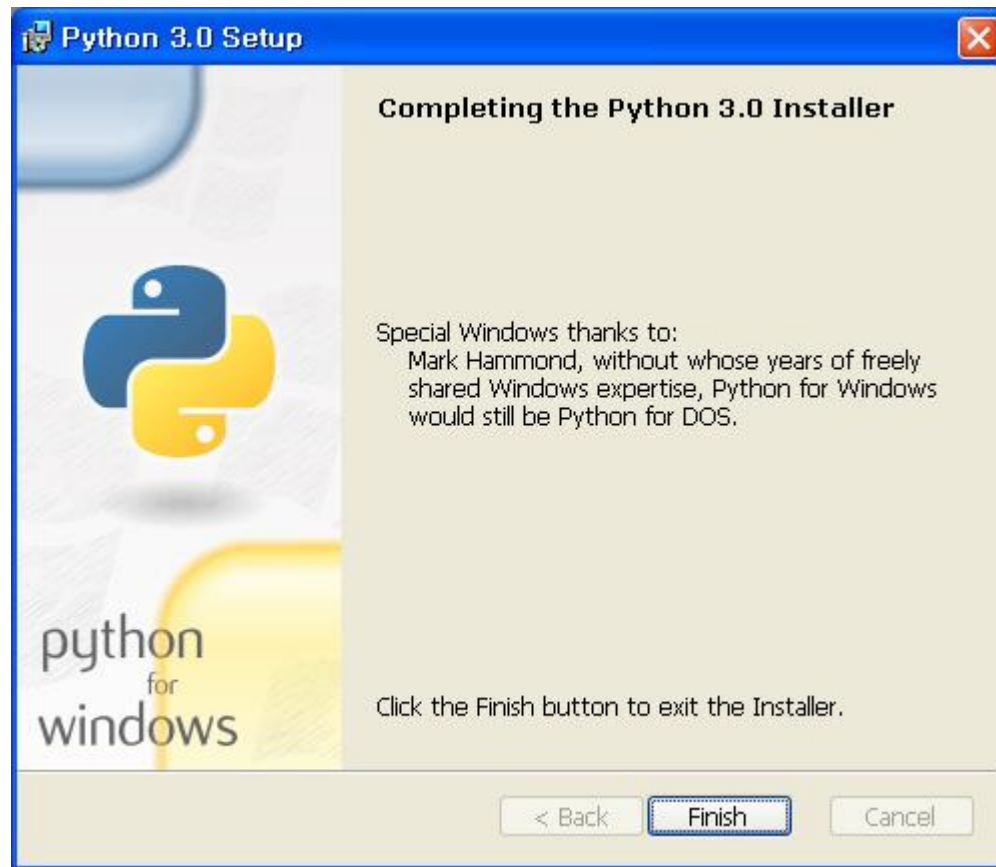 Python 3.0 Setup
Completing the Python 3.0 Installer
Special Windows thanks to:
Mark Hammond, without whose years of freely
shared Windows expertise, Python for Windows
would still be Python for DOS.
python
for
windows
Click the Finish button to exit the Installer.
< Back
Finish
Cancel